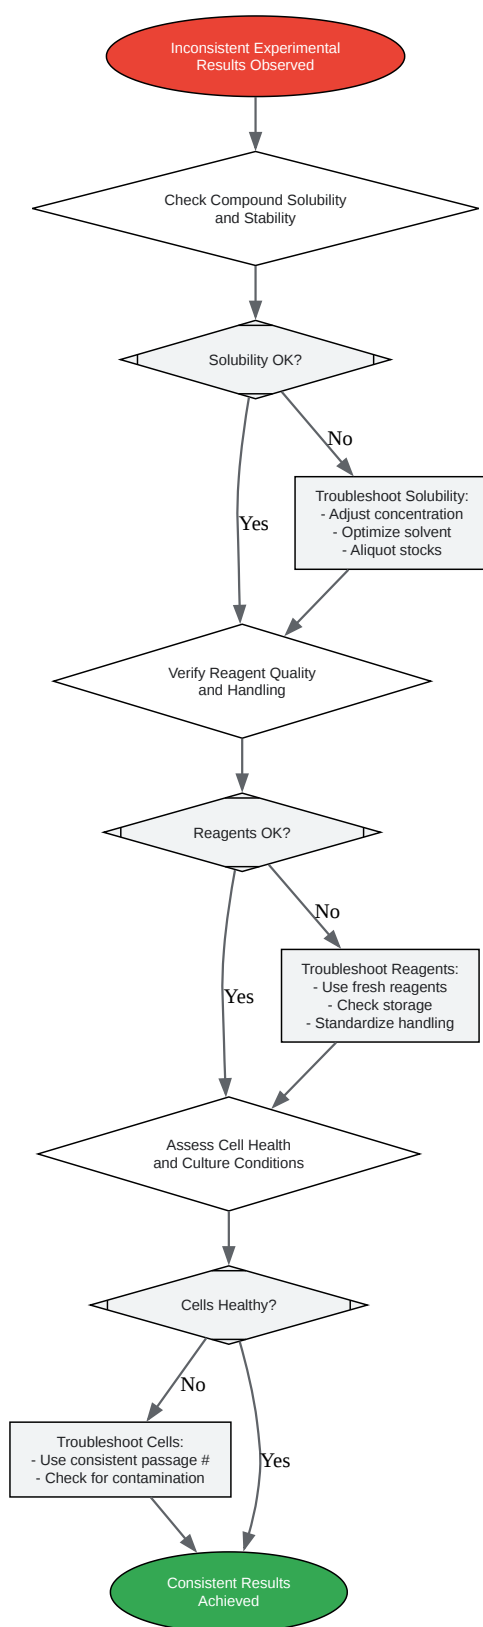 Inconsistent Experimental
Results Observed
Check Compound Solubility
and Stability
Solubility OK?
No
Troubleshoot Solubility:
- Adjust concentration
- Optimize solvent
- Aliquot stocks
Yes
Verify Reagent Quality
and Handling
Reagents OK?
No
Troubleshoot Reagents:
- Use fresh reagents
- Check storage
- Standardize handling
Yes
Assess Cell Health
and Culture Conditions
Cells Healthy?
No
Troubleshoot Cells:
- Use consistent passage #
- Check for contamination
Yes
Consistent Results
Achieved